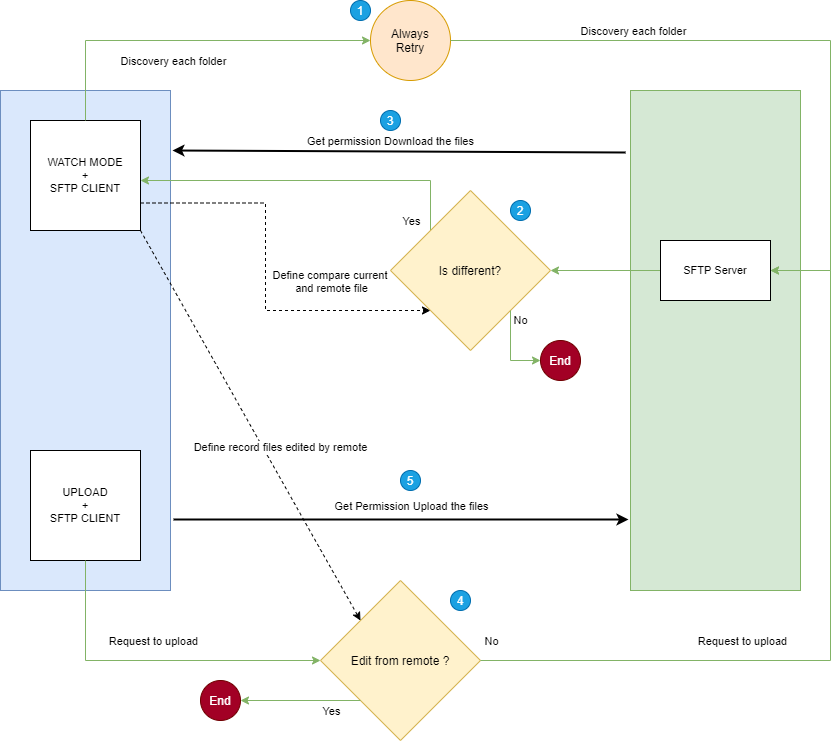 1
Always
Retry
Discovery each folder
Discovery each folder
3
Get permission Download the files
WATCH MODE
+
SFTP CLIENT
Yes
2
Is different?
SFTP Server
Define compare current
and remote file
No
End
Define record files edited by remote
UPLOAD
+
SFTP CLIENT
5
Get Permission Upload the files
4
Request to upload
No
Request to upload
Edit from remote ?
End
Yes